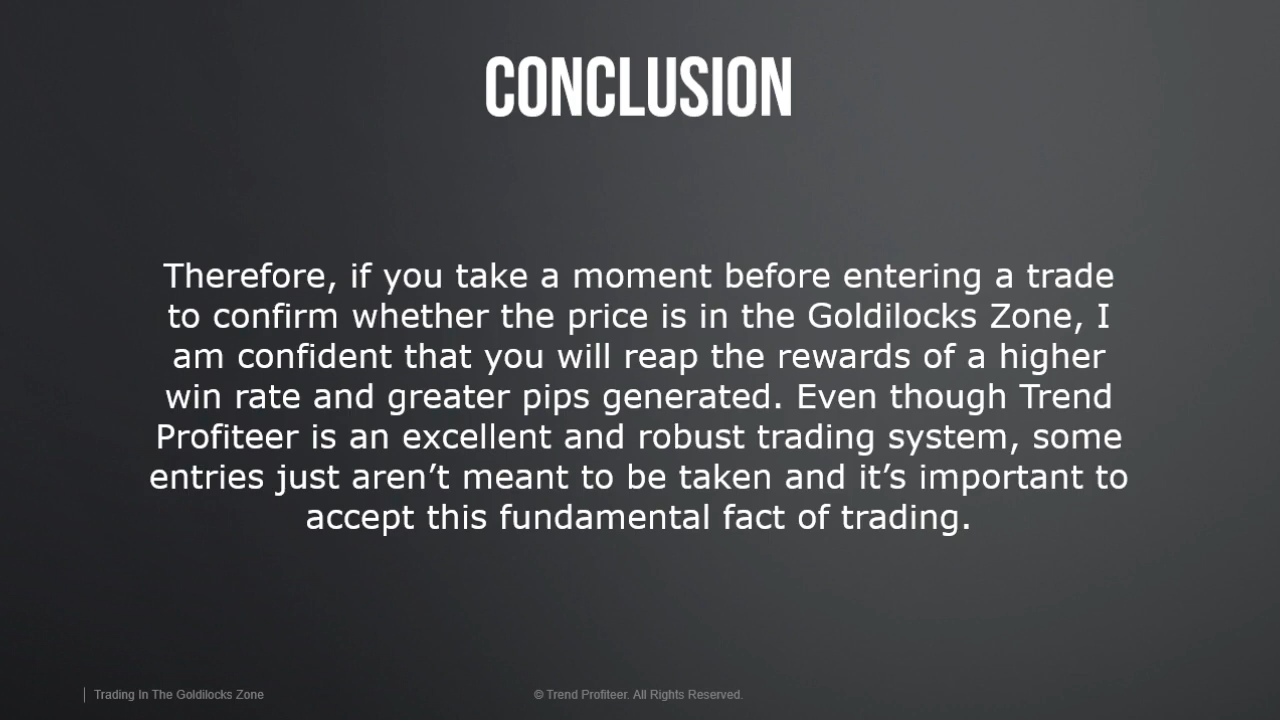 CONCLUSION
Therefore, if you take a moment before entering a trade
to confirm whether the price is in the Goldilocks Zone, I
am confident that you will reap the rewards of a higher
win rate and greater pips generated. Even though Trend
Profiteer is an excellent and robust trading system, some
entries just aren’t meant to be taken and it’s important to
accept this fundamental fact of trading.
Trading In The Goldilocks Zone
© Trend Profiteer. All Rights Reserved.